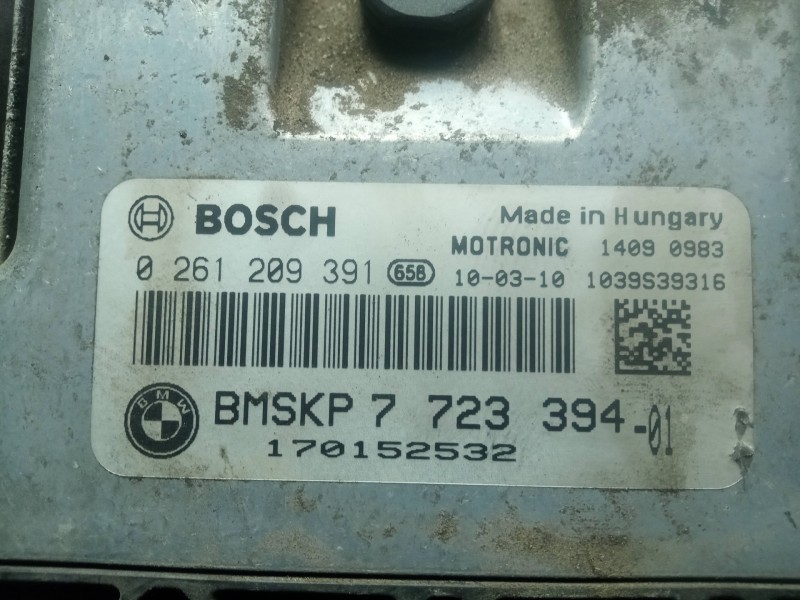 BOSCH
Made in Hungary
MOTRONIC 1409 0983
0 261 209 391 658 10-03-10 1039S39316
BMW
BMSKP 7 723 394-01
170152532